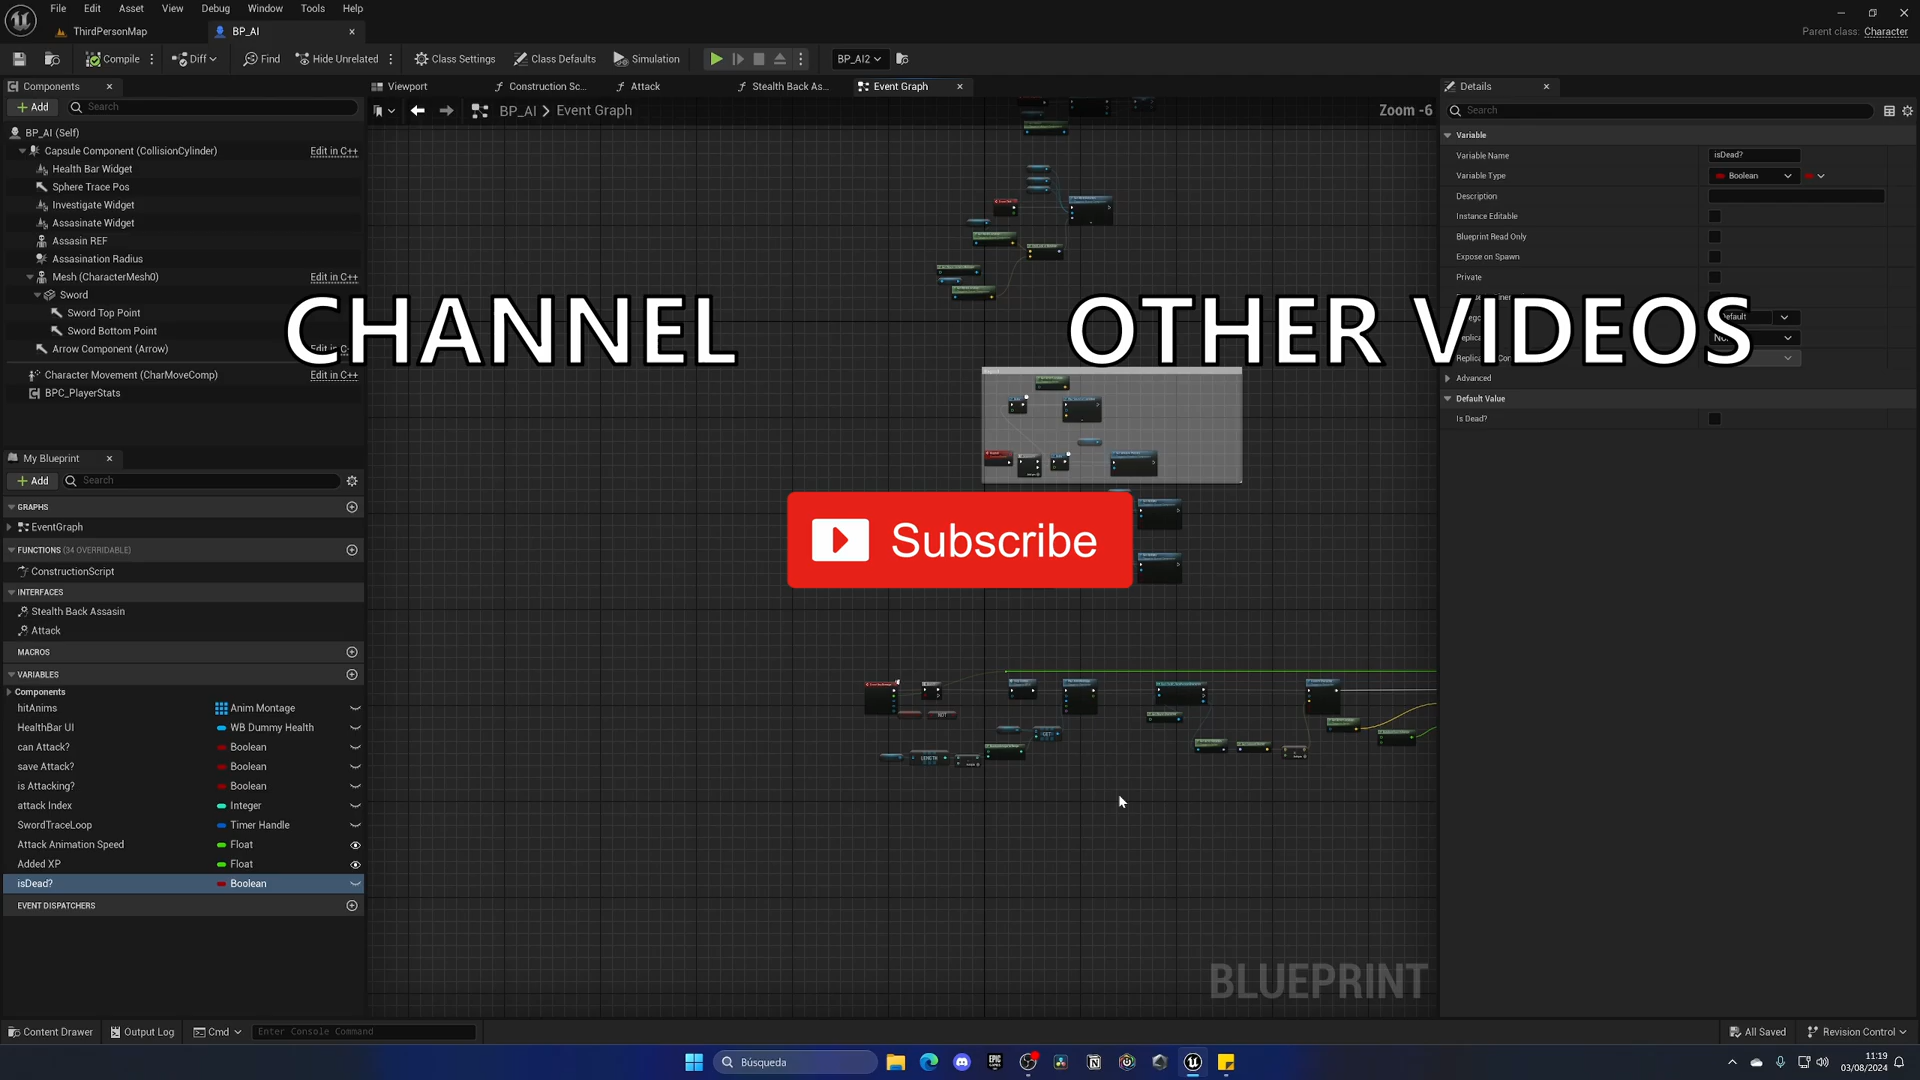 File Edit Asset View Debug Window Tools Help
ThirdPersonMap
BP_AI
Parent class: Character
Compile
Diff
Find
Hide Unrelated
Class Settings
Class Defaults
Simulation
BP_AI2
Components
Add
Search
BP_AI (Self)
Capsule Component (CollisionCylinder) Edit in C++
Health Bar Widget
Sphere Trace Pos
Investigate Widget
Assasinate Widget
Assasin REF
Assasination Radius
Mesh (CharacterMesh0) Edit in C++
Sword
Sword Top Point
Sword Bottom Point
Arrow Component (Arrow)
Character Movement (CharMoveComp) Edit in C++
BPC_PlayerStats
My Blueprint
Add
Search
GRAPHS
EventGraph
FUNCTIONS (34 OVERRIDABLE)
ConstructionScript
INTERFACES
Stealth Back Assasin
Attack
MACROS
VARIABLES
Components
hitAnims Anim Montage
HealthBar UI WB Dummy Health
can Attack? Boolean
save Attack? Boolean
is Attacking? Boolean
attack Index Integer
SwordTraceLoop Timer Handle
Attack Animation Speed Float
Added XP Float
isDead? Boolean
EVENT DISPATCHERS
Viewport
Construction Sc...
Attack
Stealth Back As...
Event Graph
BP_AI > Event Graph
Zoom -6
CHANNEL
OTHER VIDEOS
Subscribe
LENGTH
NOT
GET
BLUEPRINT
Details
Search
Variable
Variable Name isDead?
Variable Type Boolean
Description
Instance Editable
Blueprint Read Only
Expose on Spawn
Private
Advanced
Default Value
Is Dead?
Content Drawer
Output Log
Cmd
Enter Console Command
All Saved
Revision Control
Búsqueda
11:19
03/08/2024